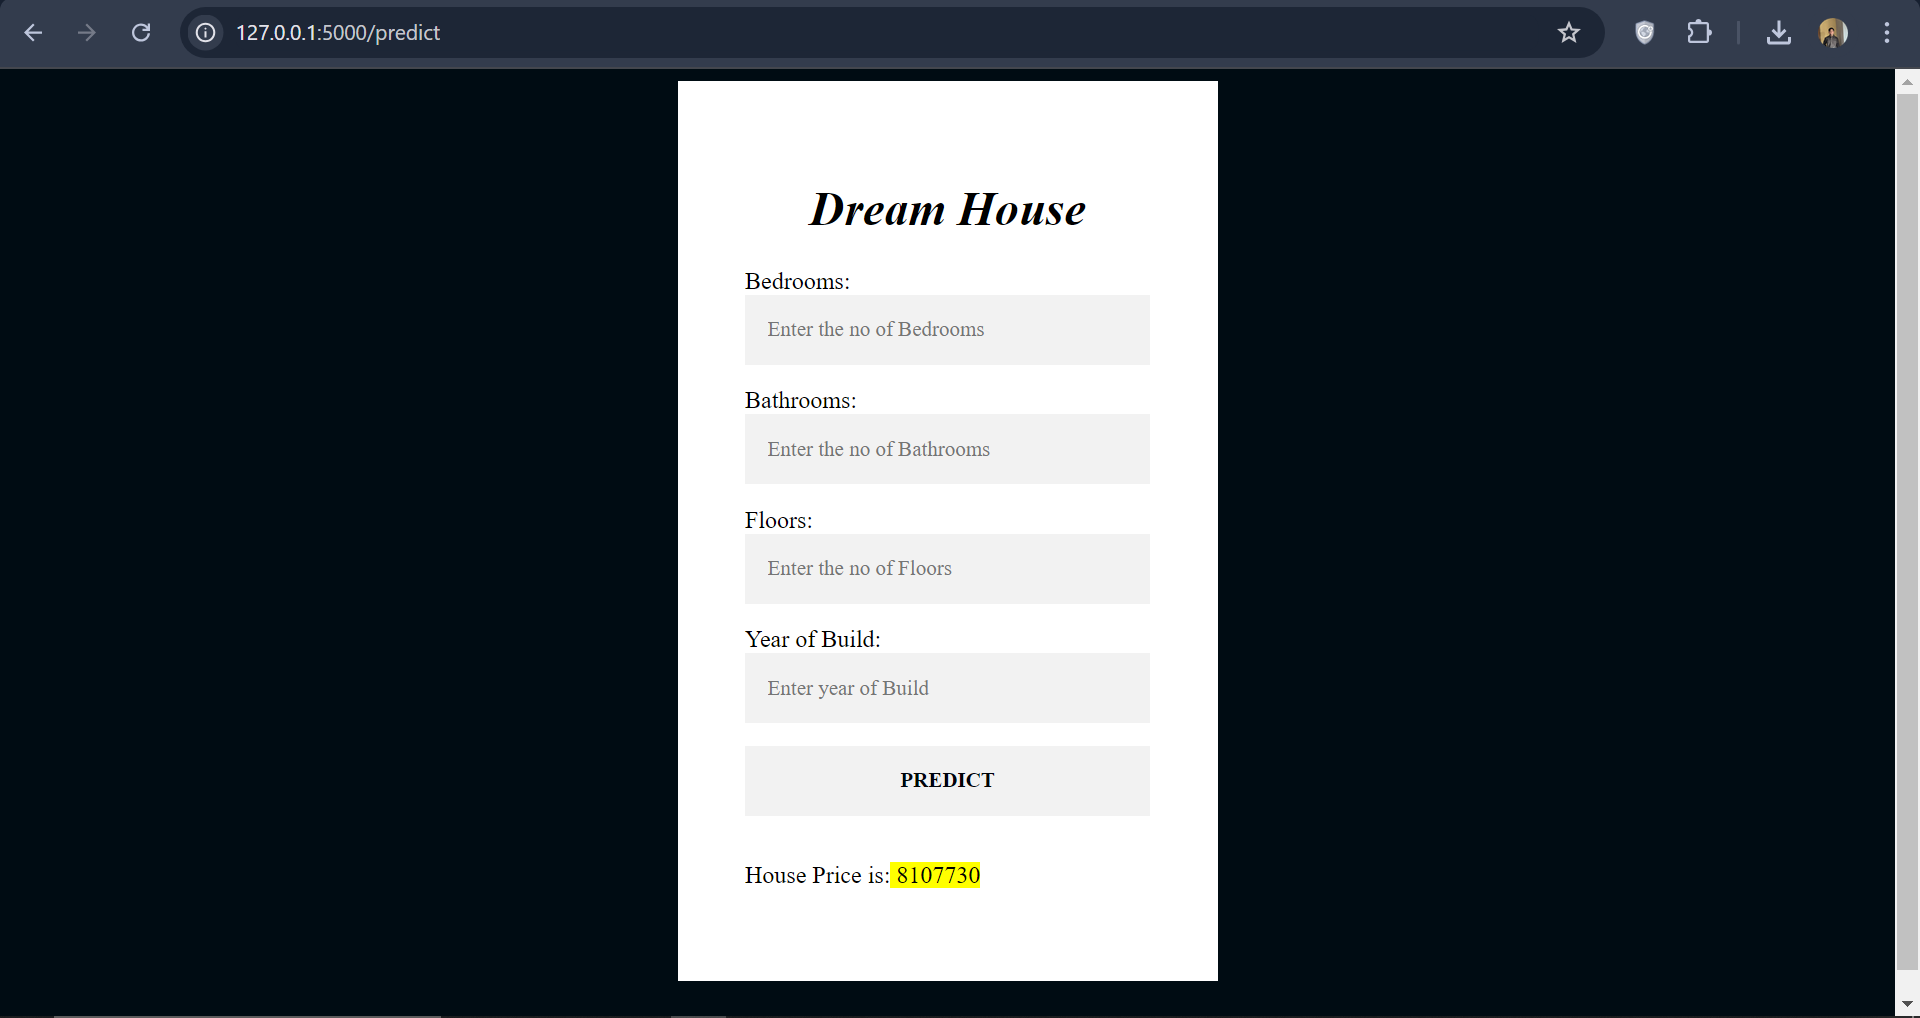 127.0.0.1:5000/predict
Dream House
Bedrooms:
Enter the no of Bedrooms
Bathrooms:
Enter the no of Bathrooms
Floors:
Enter the no of Floors
Year of Build:
Enter year of Build
PREDICT
House Price is: 8107730